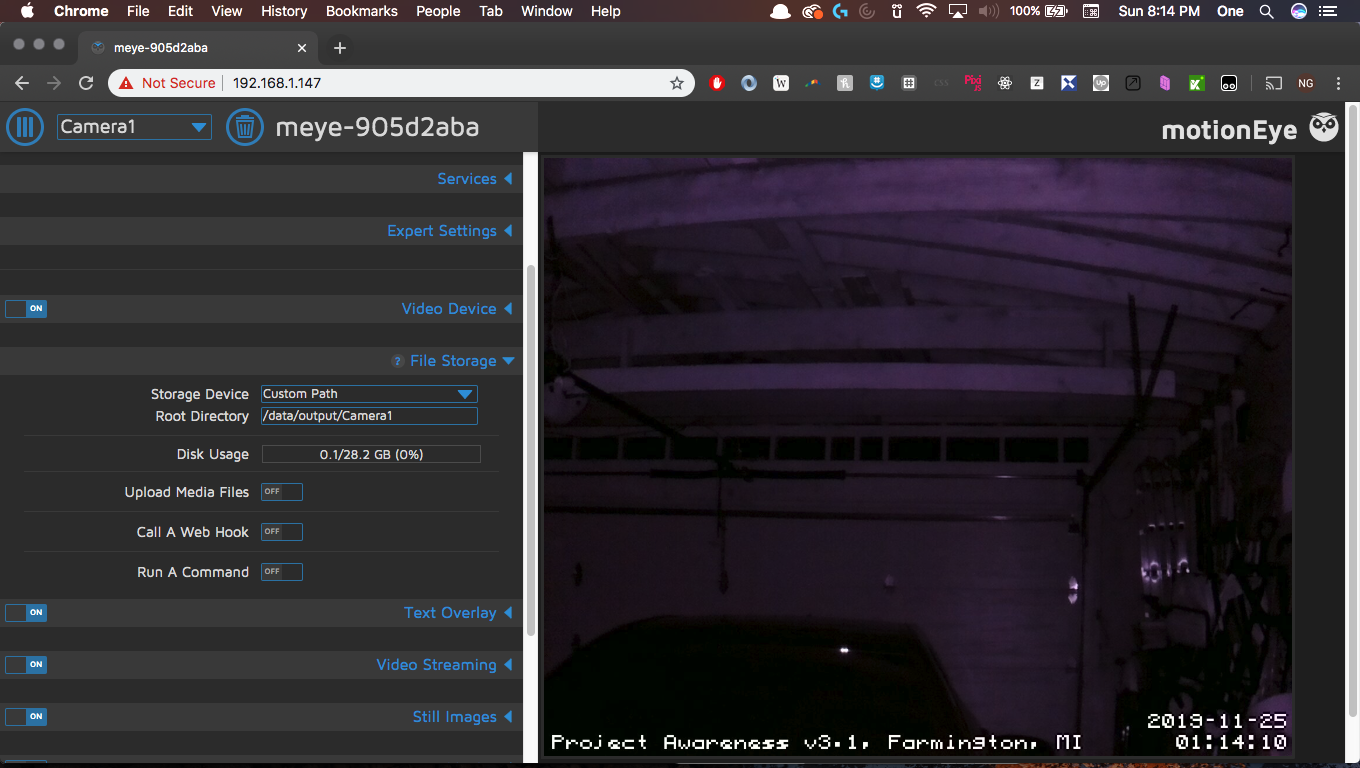 Chrome File Edit View History Bookmarks People Tab Window Help 100% Sun 8:14 PM One
meye-905d2aba
Not Secure 192.168.1.147
Camera1 meye-905d2aba motionEye
Services
Expert Settings
ON Video Device
? File Storage
Storage Device Custom Path
Root Directory /data/output/Camera1
Disk Usage 0.1/28.2 GB (0%)
Upload Media Files OFF
Call A Web Hook OFF
Run A Command OFF
ON Text Overlay
ON Video Streaming
ON Still Images
2019-11-25
Project Awareness v3.1, Farmington, MI 01:14:10